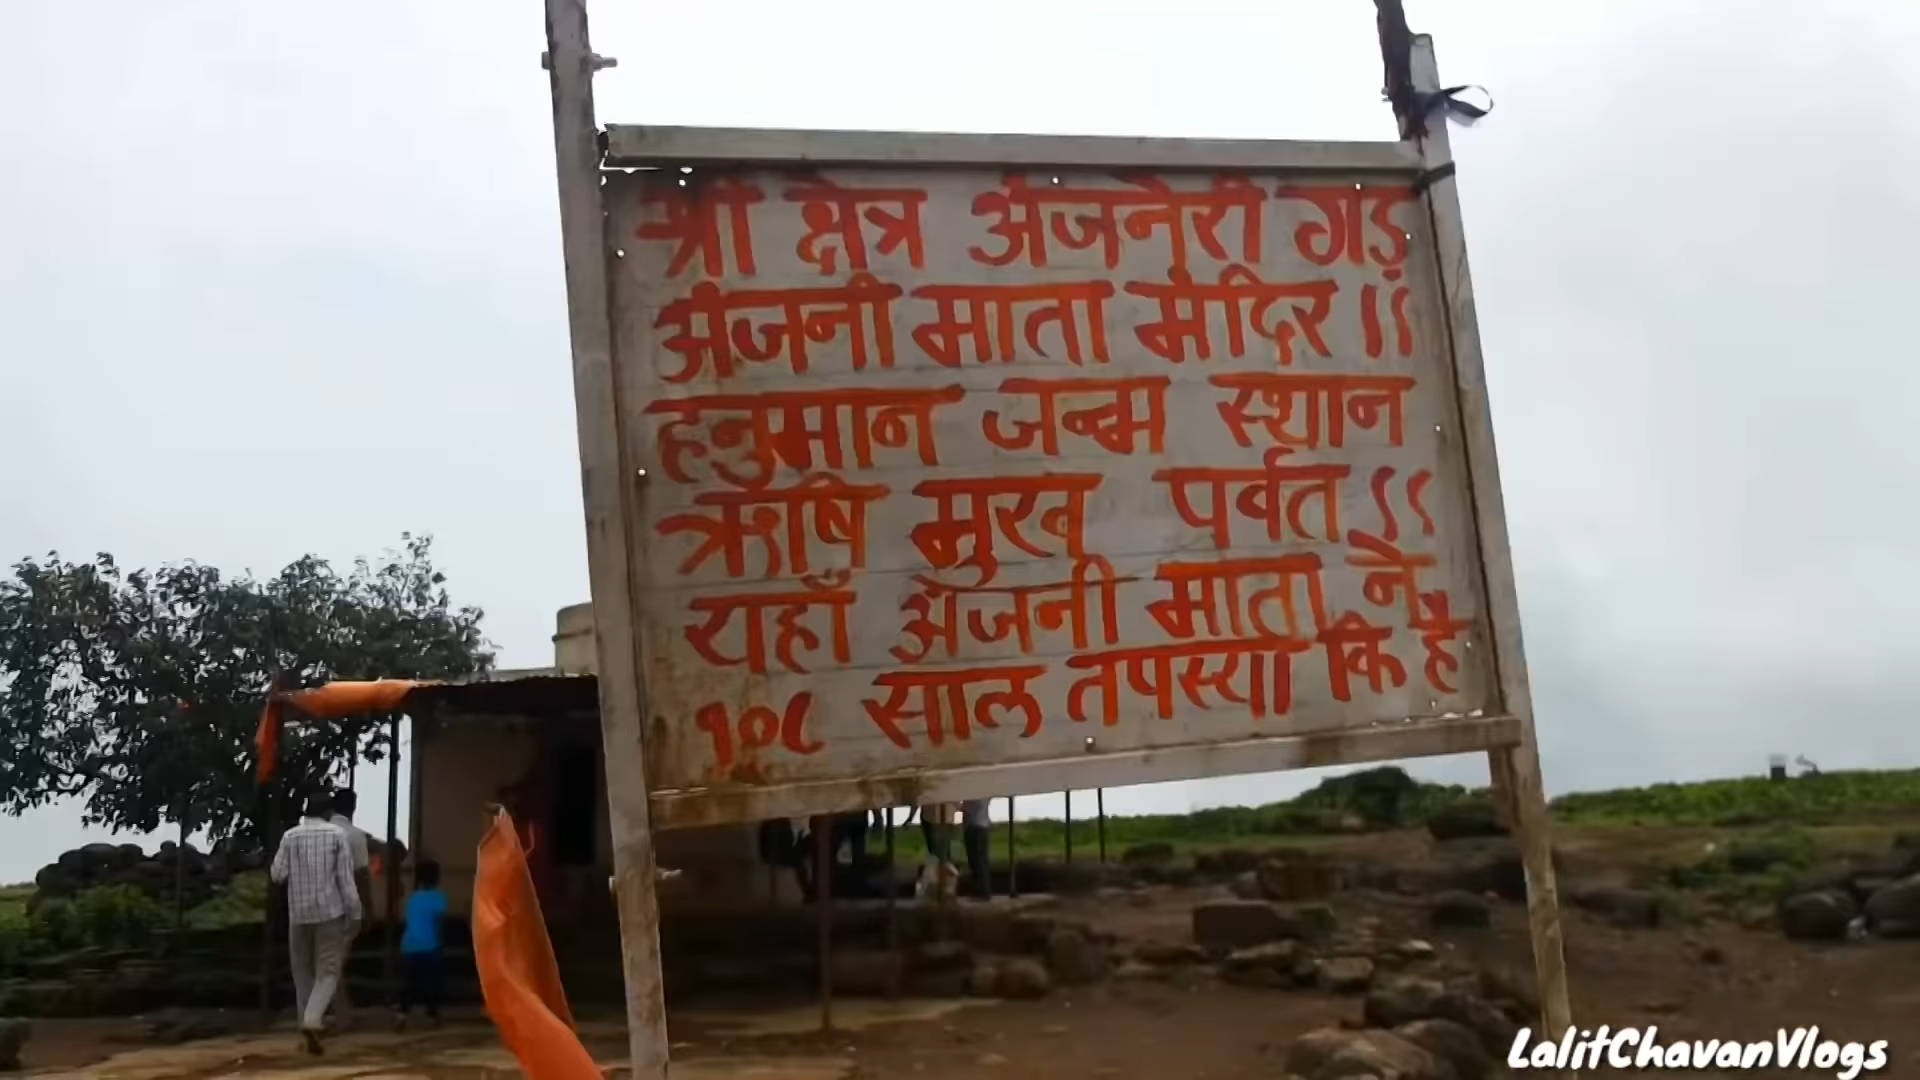 श्री क्षेत्र अंजनेरी गड़
अंजनी माता मंदिर ।।
हनुमान जन्म स्थान
ऋषि मुख पर्वत ।।
यहाँ अंजनी माता ने
१०८ साल तपस्या कि है
LalitChavanVlogs